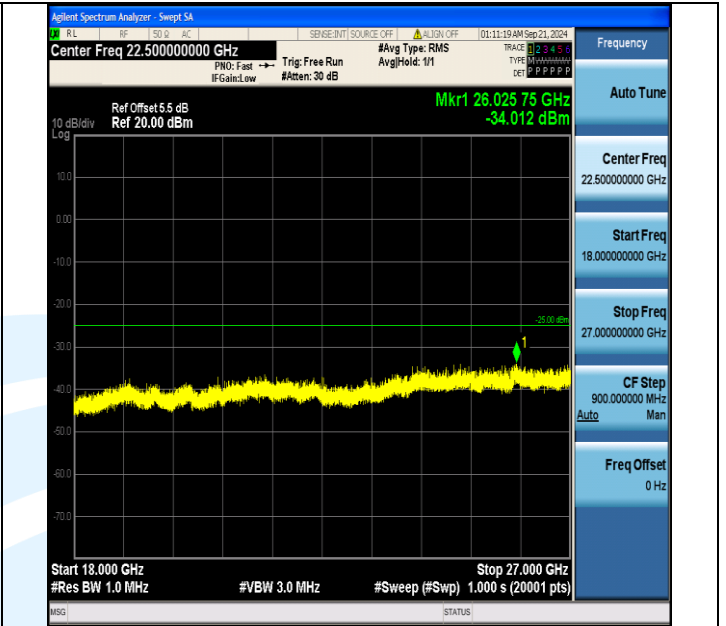 Agilent Spectrum Analyzer - Swept SA
RL RF 50 Ω AC SENSE:INT SOURCE OFF ALIGN OFF 01:11:19 AM Sep 21, 2024
Center Freq 22.500000000 GHz #Avg Type: RMS TRACE 1 2 3 4 5 6
PNO: Fast Trig: Free Run Avg|Hold: 1/1 TYPE
IFGain:Low #Atten: 30 dB DET P P P P P P
Mkr1 26.025 75 GHz
-34.012 dBm
Ref Offset 5.5 dB
10 dB/div Ref 20.00 dBm
Log
10.0
0.00
-10.0
-20.0
-25.00 dBm
-30.0
1
-40.0
-50.0
-60.0
-70.0
Start 18.000 GHz Stop 27.000 GHz
#Res BW 1.0 MHz #VBW 3.0 MHz #Sweep (#Swp) 1.000 s (20001 pts)
MSG STATUS
Frequency
Auto Tune
Center Freq
22.500000000 GHz
Start Freq
18.000000000 GHz
Stop Freq
27.000000000 GHz
CF Step
900.000000 MHz
Auto Man
Freq Offset
0 Hz